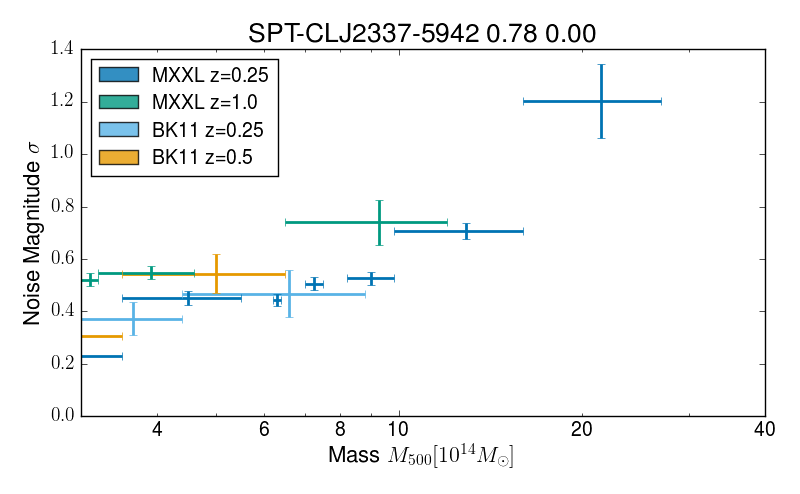 SPT-CLJ2337-5942 0.78 0.00
1.4
1.2
1.0
0.8
0.6
0.4
0.2
0.0
Noise Magnitude σ
MXXL z=0.25
MXXL z=1.0
BK11 z=0.25
BK11 z=0.5
4 6 8 10 20 40
Mass M₅₀₀[10¹⁴M☉]